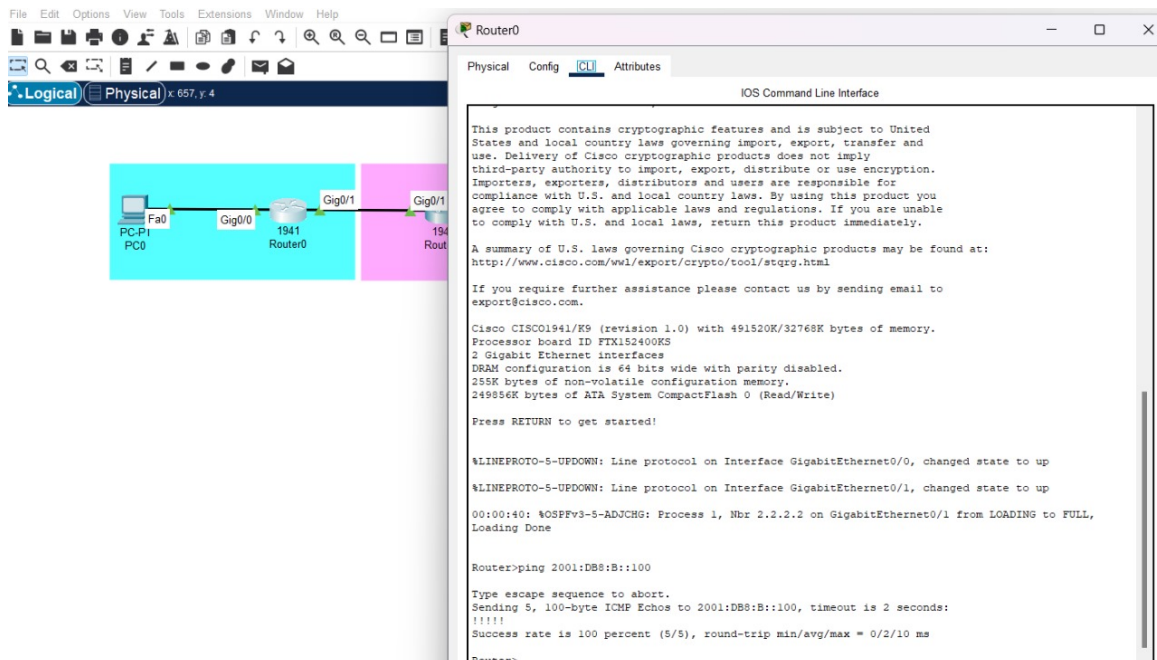 File Edit Options View Tools Extensions Window Help
Router0
Physical Config CLI Attributes
Logical Physical x: 657, y: 4
IOS Command Line Interface
This product contains cryptographic features and is subject to United
States and local country laws governing import, export, transfer and
use. Delivery of Cisco cryptographic products does not imply
third-party authority to import, export, distribute or use encryption.
Importers, exporters, distributors and users are responsible for
compliance with U.S. and local country laws. By using this product you
agree to comply with applicable laws and regulations. If you are unable
to comply with U.S. and local laws, return this product immediately.
A summary of U.S. laws governing Cisco cryptographic products may be found at:
http://www.cisco.com/wwl/export/crypto/tool/stqrg.html
If you require further assistance please contact us by sending email to
export@cisco.com.
Cisco CISCO1941/K9 (revision 1.0) with 491520K/32768K bytes of memory.
Processor board ID FTX152400KS
2 Gigabit Ethernet interfaces
DRAM configuration is 64 bits wide with parity disabled.
255K bytes of non-volatile configuration memory.
249856K bytes of ATA System CompactFlash 0 (Read/Write)
Press RETURN to get started!
%LINEPROTO-5-UPDOWN: Line protocol on Interface GigabitEthernet0/0, changed state to up
%LINEPROTO-5-UPDOWN: Line protocol on Interface GigabitEthernet0/1, changed state to up
00:00:40: %OSPFv3-5-ADJCHG: Process 1, Nbr 2.2.2.2 on GigabitEthernet0/1 from LOADING to FULL,
Loading Done
Router>ping 2001:DB8:B::100
Type escape sequence to abort.
Sending 5, 100-byte ICMP Echos to 2001:DB8:B::100, timeout is 2 seconds:
!!!!!
Success rate is 100 percent (5/5), round-trip min/avg/max = 0/2/10 ms
Router>
Fa0
PC-PT
PC0
Gig0/0
1941
Router0
Gig0/1
Gig0/1
194
Rout